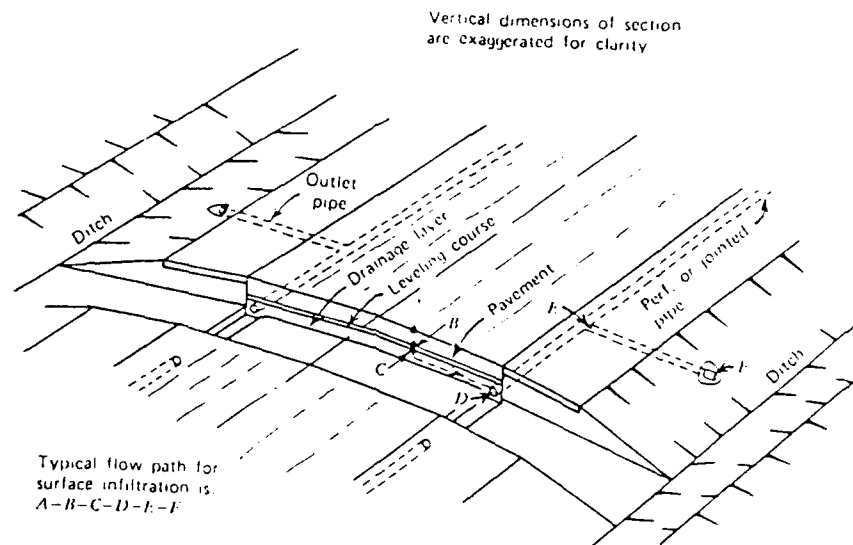 Vertical dimensions of section
are exaggerated for clarity
Outlet
pipe
Ditch
Drainage layer
Leveling course
Pavement
Perf. or jointed
pipe
B
E
C
D
F
Ditch
D
D
Typical flow path for
surface infiltration is:
A-B-C-D-E-F